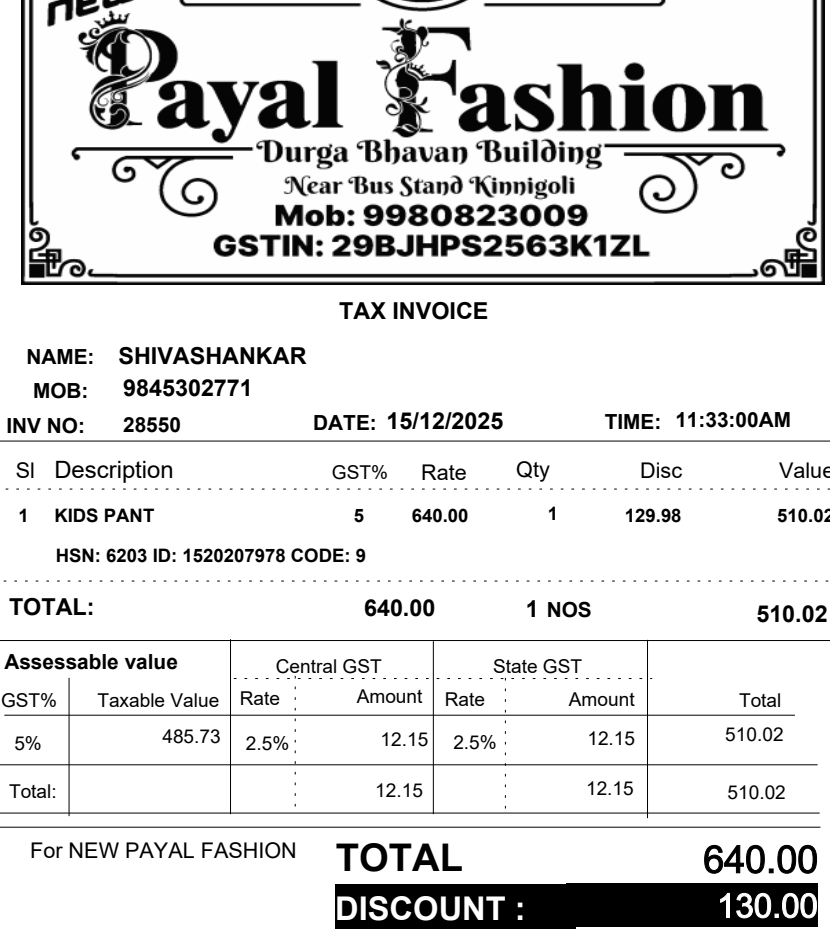 new
Payal Fashion
Durga Bhavan Building
Near Bus Stand Kinnigoli
Mob: 9980823009
GSTIN: 29BJHPS2563K1ZL
TAX INVOICE
NAME: SHIVASHANKAR
MOB: 9845302771
INV NO: 28550 DATE: 15/12/2025 TIME: 11:33:00AM
Sl Description GST% Rate Qty Disc Value
1 KIDS PANT 5 640.00 1 129.98 510.02
HSN: 6203 ID: 1520207978 CODE: 9
TOTAL: 640.00 1 NOS 510.02
Assessable value Central GST State GST
GST% Taxable Value Rate Amount Rate Amount Total
5% 485.73 2.5% 12.15 2.5% 12.15 510.02
Total: 12.15 12.15 510.02
For NEW PAYAL FASHION TOTAL 640.00
DISCOUNT : 130.00